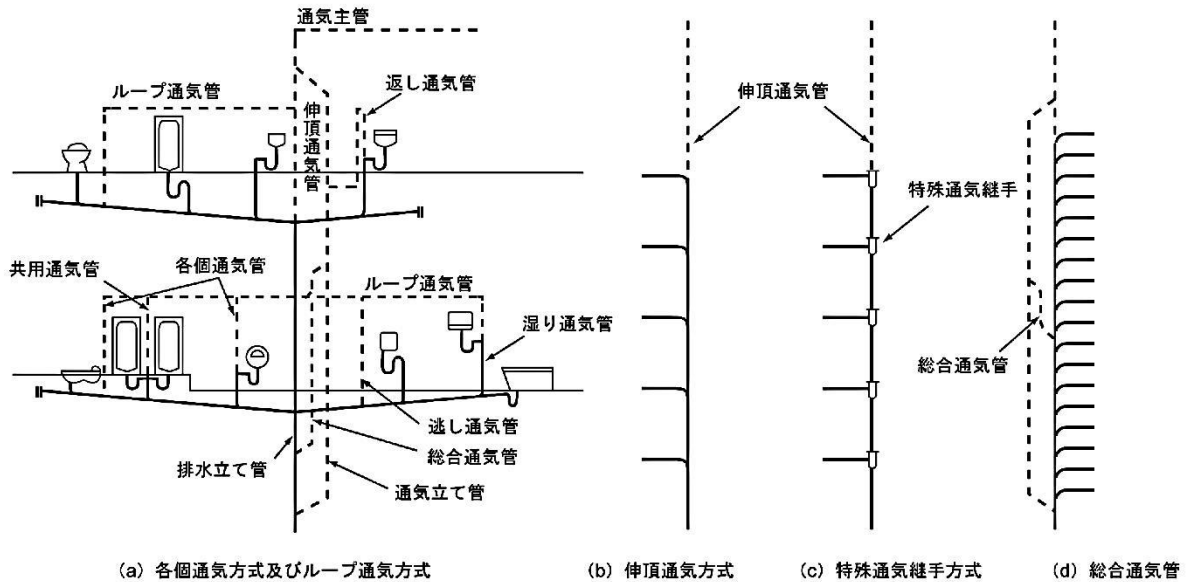 通気主管
ループ通気管
返し通気管
伸頂通気管
共用通気管
各個通気管
ループ通気管
湿り通気管
逃し通気管
総合通気管
排水立て管
通気立て管
伸頂通気管
特殊通気継手
総合通気管
(a) 各個通気方式及びループ通気方式
(b) 伸頂通気方式
(c) 特殊通気継手方式
(d) 総合通気管